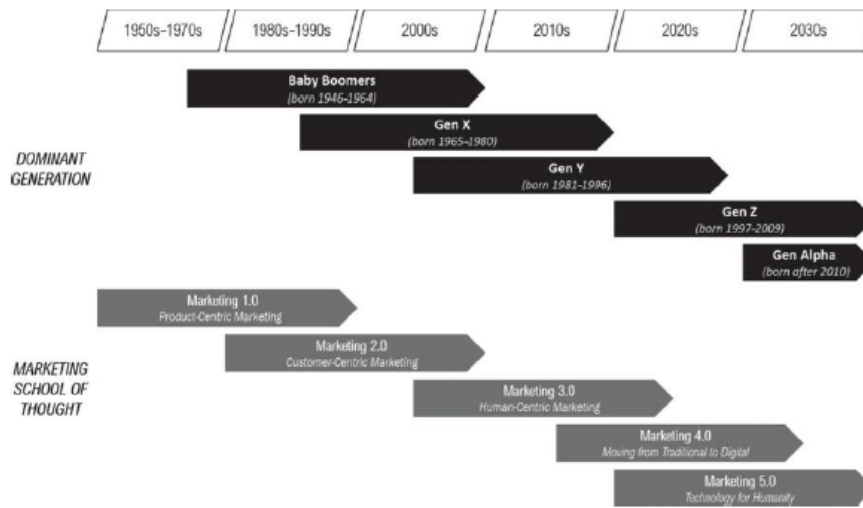 1950s–1970s
1980s–1990s
2000s
2010s
2020s
2030s
DOMINANT
GENERATION
Baby Boomers
(born 1946–1964)
Gen X
(born 1965–1980)
Gen Y
(born 1981–1996)
Gen Z
(born 1997–2009)
Gen Alpha
(born after 2010)
MARKETING
SCHOOL OF
THOUGHT
Marketing 1.0
Product-Centric Marketing
Marketing 2.0
Customer-Centric Marketing
Marketing 3.0
Human-Centric Marketing
Marketing 4.0
Moving from Traditional to Digital
Marketing 5.0
Technology for Humanity